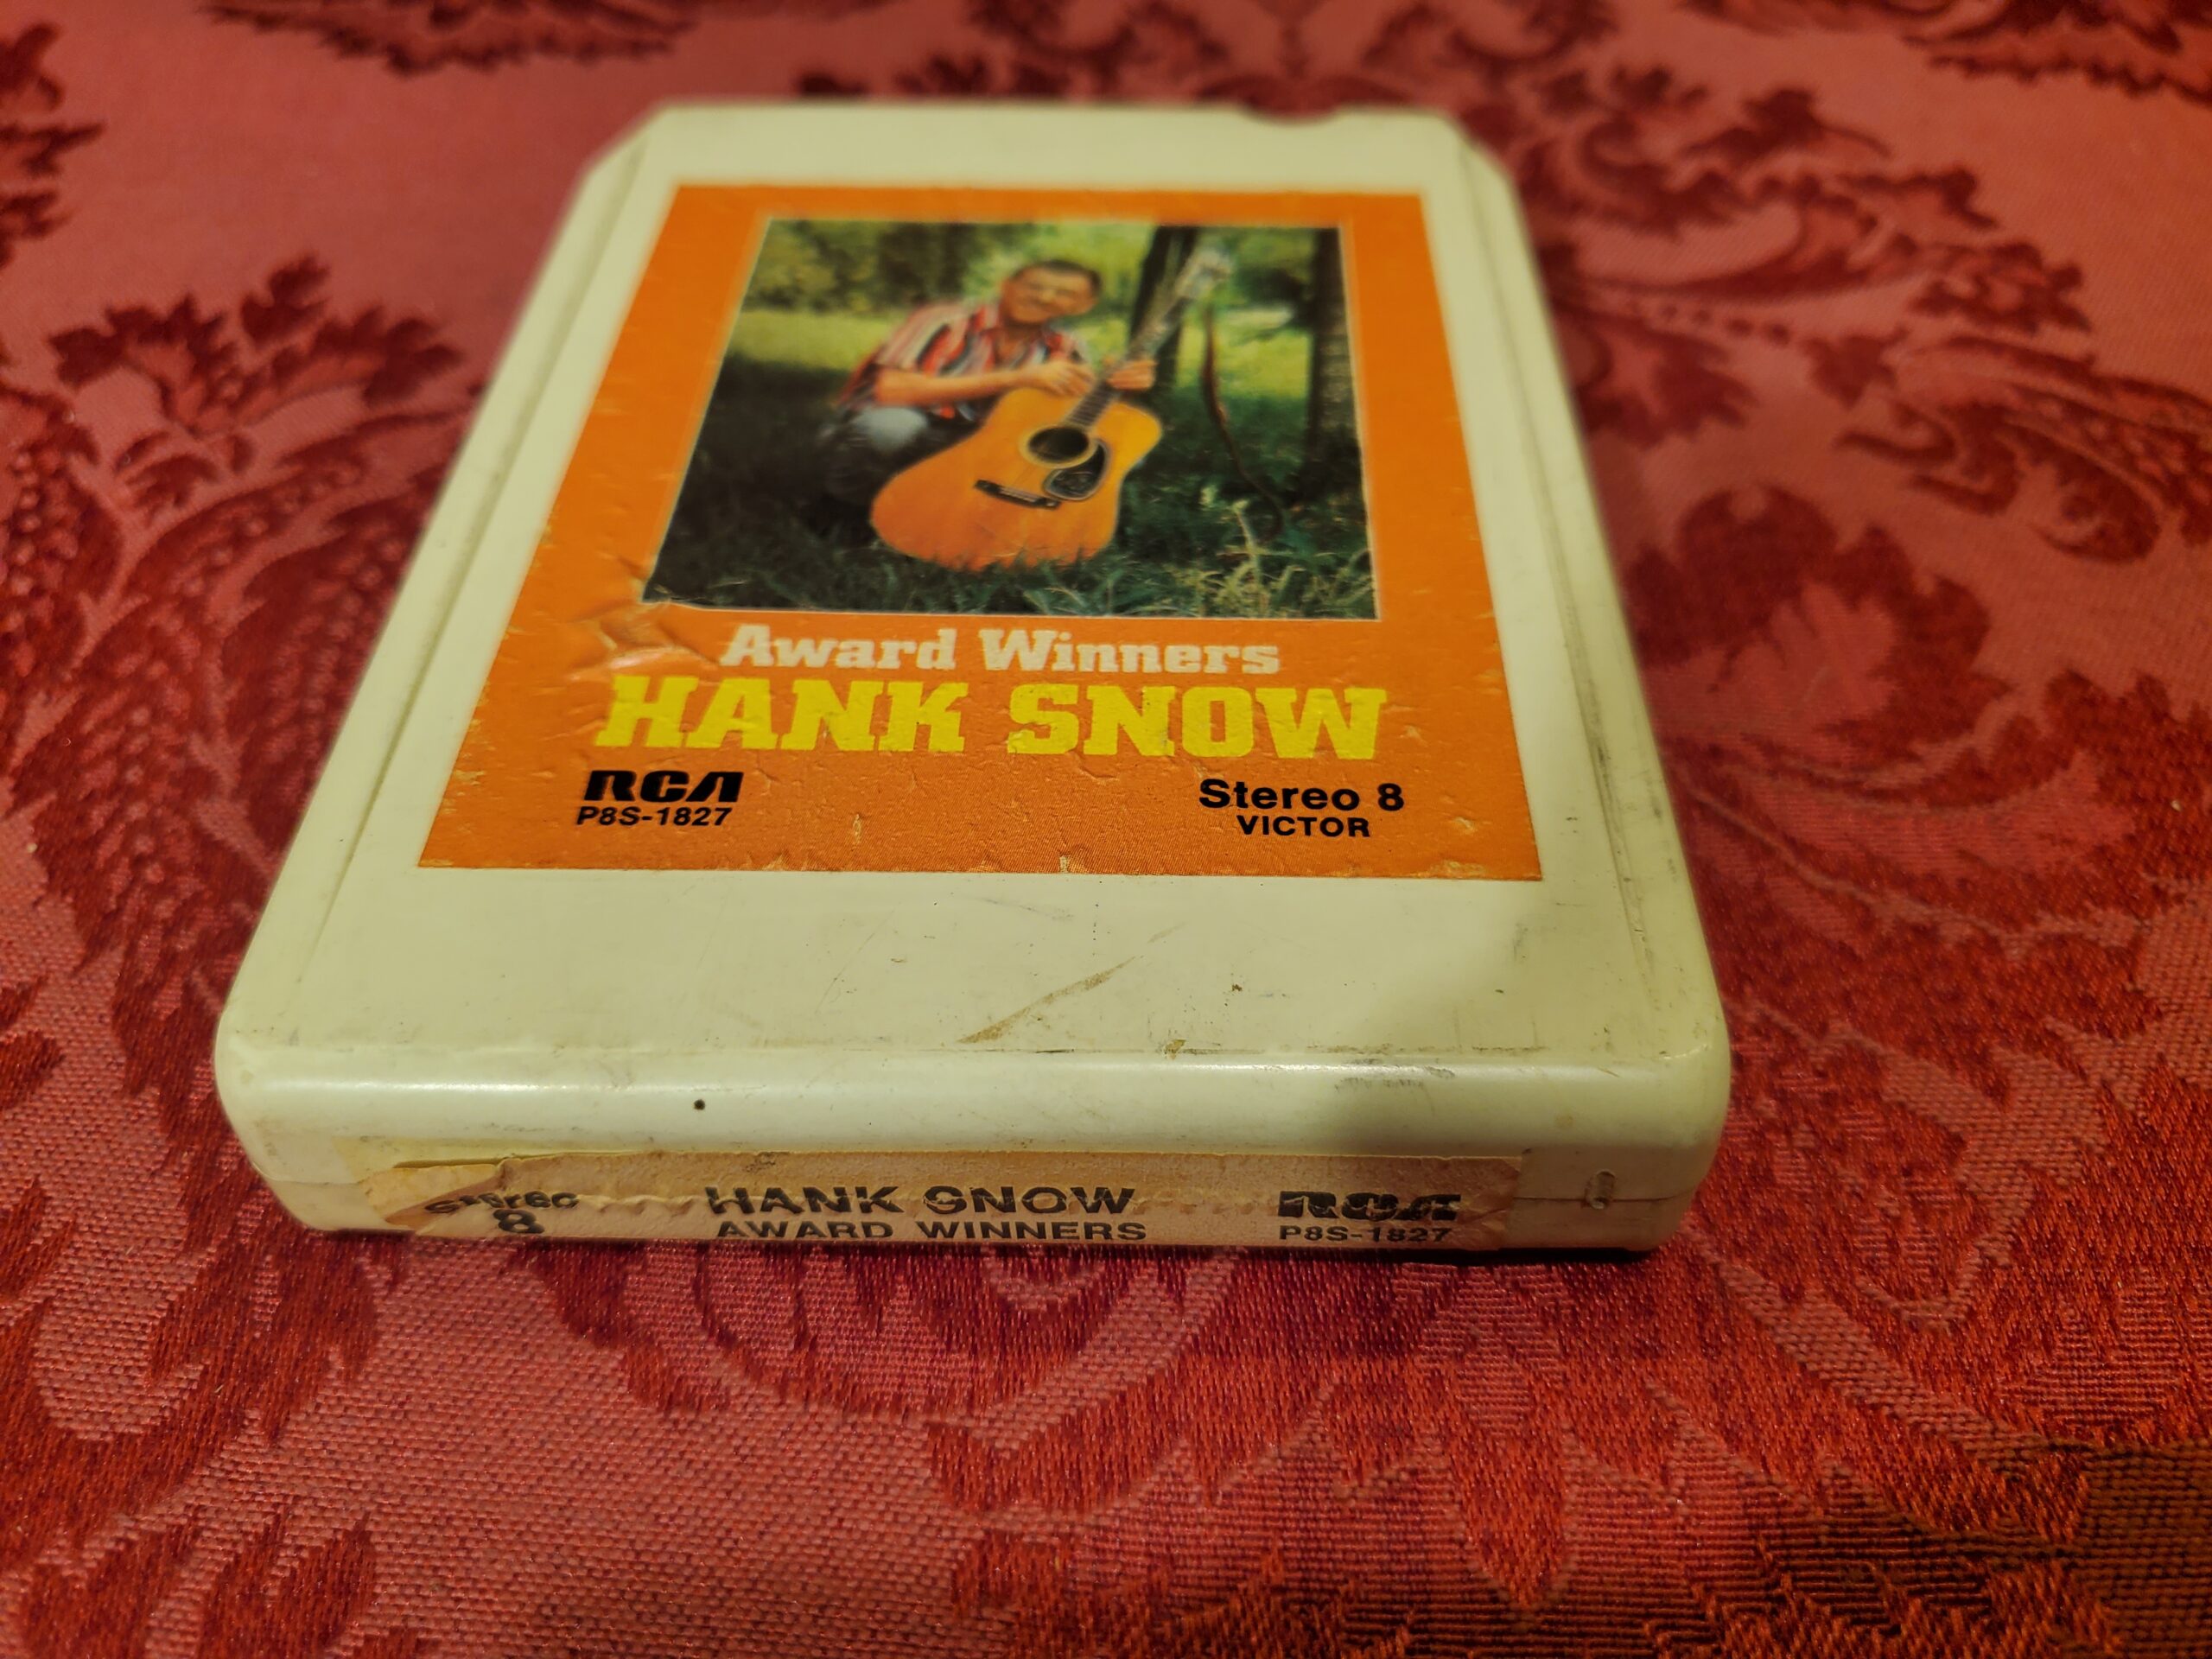 Award Winners
HANK SNOW
RCA
P8S-1827
Stereo 8
VICTOR
Stereo
8
HANK SNOW
AWARD WINNERS
RCA
P8S-1827